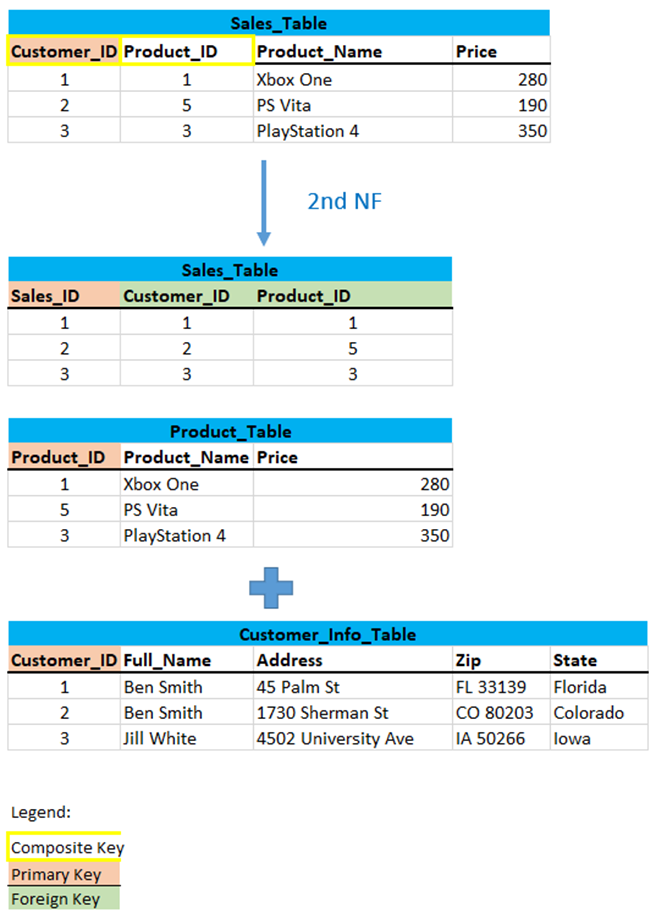 Sales_Table
Customer_ID Product_ID Product_Name Price
1 1 Xbox One 280
2 5 PS Vita 190
3 3 PlayStation 4 350
2nd NF
Sales_Table
Sales_ID Customer_ID Product_ID
1 1 1
2 2 5
3 3 3
Product_Table
Product_ID Product_Name Price
1 Xbox One 280
5 PS Vita 190
3 PlayStation 4 350
Customer_Info_Table
Customer_ID Full_Name Address Zip State
1 Ben Smith 45 Palm St FL 33139 Florida
2 Ben Smith 1730 Sherman St CO 80203 Colorado
3 Jill White 4502 University Ave IA 50266 Iowa
Legend:
Composite Key
Primary Key
Foreign Key